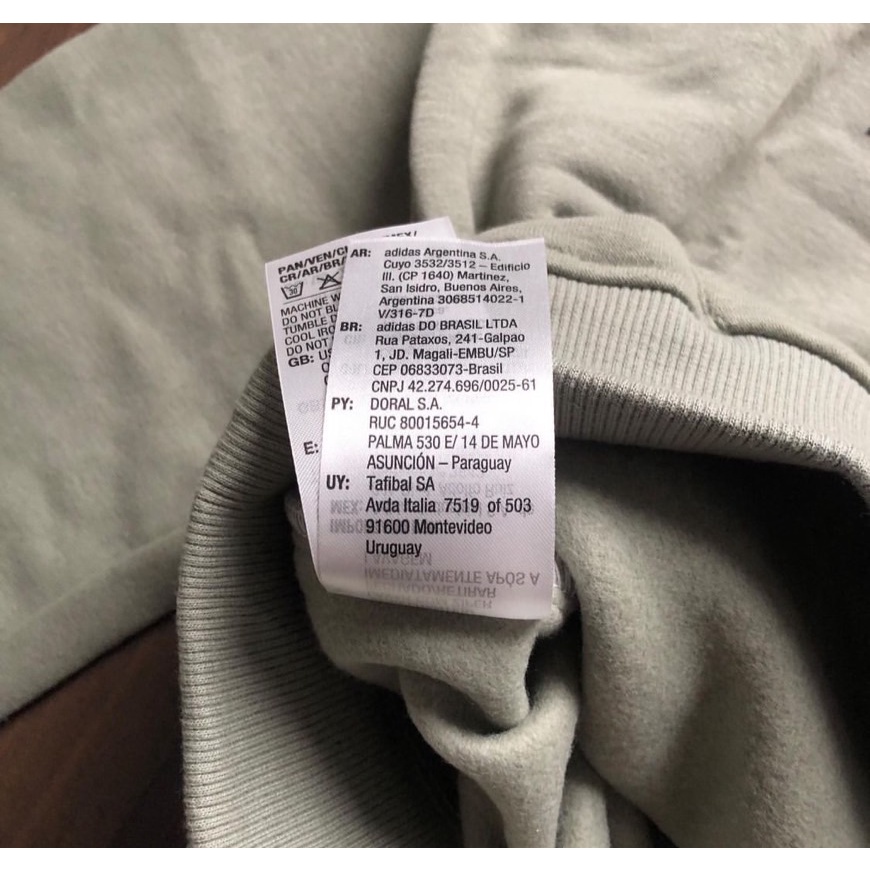 PAN/VEN/
CR/AR/BR/
30
MACHINE
DO NOT
TUMBLE
COOL
DO NOT
GB:
E:
AR: adidas Argentina S.A.
Cuyo 3532/3512 – Edificio
III. (CP 1640) Martinez,
San Isidro, Buenos Aires,
Argentina 3068514022-1
V/316-7D
BR: adidas DO BRASIL LTDA
Rua Pataxos, 241-Galpao
1, JD. Magali-EMBU/SP
CEP 06833073-Brasil
CNPJ 42.274.696/0025-61
PY: DORAL S.A.
RUC 80015654-4
PALMA 530 E/ 14 DE MAYO
ASUNCIÓN – Paraguay
UY: Tafibal SA
Avda Italia 7519 of 503
91600 Montevideo
Uruguay
LAVAGEM
IMEDIATAMENTE APÓS A